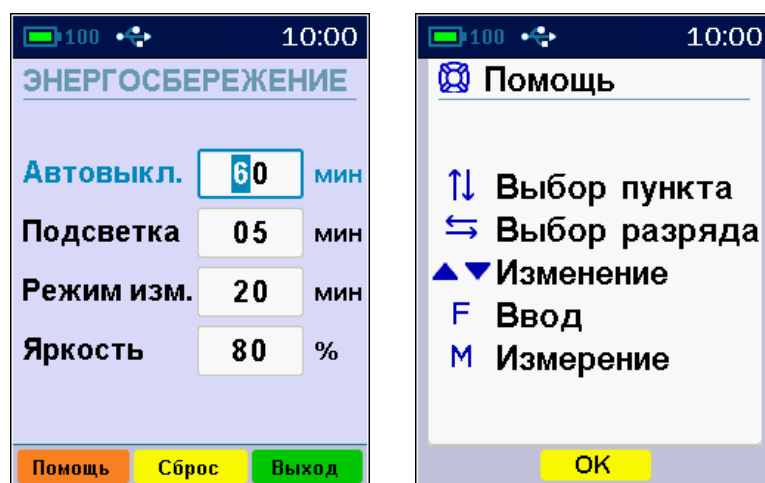 100 10:00
ЭНЕРГОСБЕРЕЖЕНИЕ
Автовыкл. 60 мин
Подсветка 05 мин
Режим изм. 20 мин
Яркость 80 %
Помощь Сброс Выход
100 10:00
Помощь
Выбор пункта
Выбор разряда
Изменение
F Ввод
M Измерение
OK